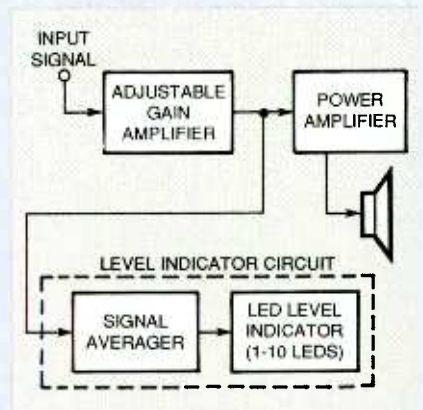 INPUT
SIGNAL
ADJUSTABLE
GAIN
AMPLIFIER
POWER
AMPLIFIER
LEVEL INDICATOR CIRCUIT
SIGNAL
AVERAGER
LED LEVEL
INDICATOR
(1-10 LEDS)